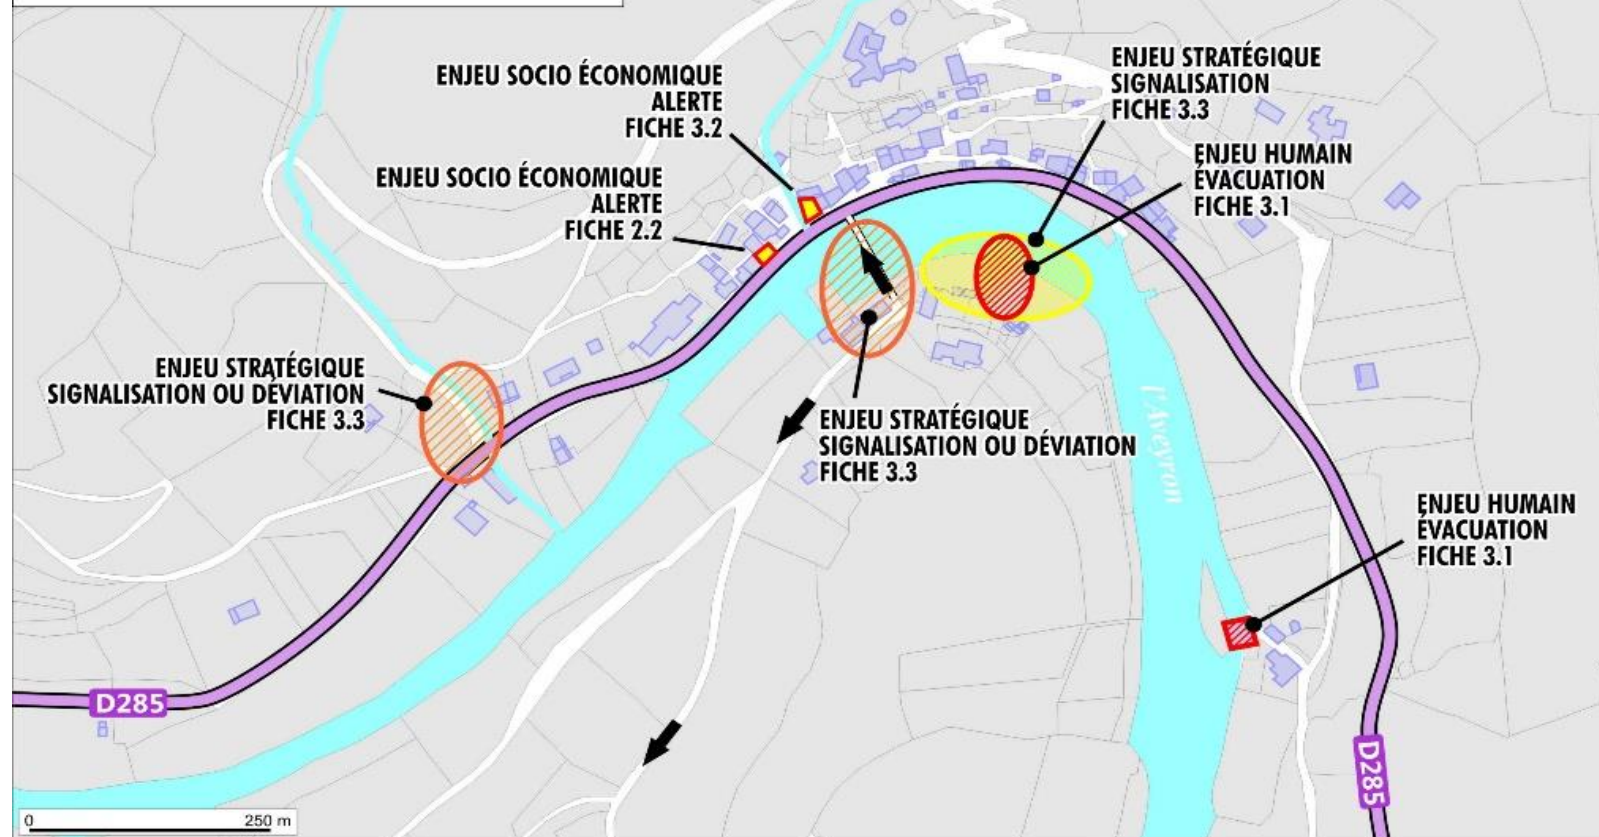 ENJEU STRATÉGIQUE
SIGNALISATION
FICHE 3.3
ENJEU SOCIO ÉCONOMIQUE
ALERTE
FICHE 3.2
ENJEU HUMAIN
ÉVACUATION
FICHE 3.1
ENJEU SOCIO ÉCONOMIQUE
ALERTE
FICHE 2.2
ENJEU STRATÉGIQUE
SIGNALISATION OU DÉVIATION
FICHE 3.3
ENJEU STRATÉGIQUE
SIGNALISATION OU DÉVIATION
FICHE 3.3
l'Aveyron
ENJEU HUMAIN
ÉVACUATION
FICHE 3.1
D285
D285
0 250 m